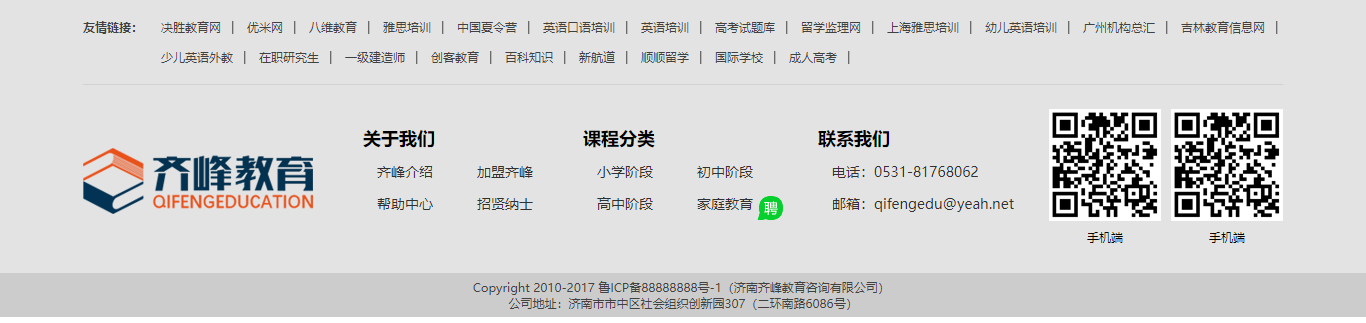 友情链接： 决胜教育网 | 优米网 | 八维教育 | 雅思培训 | 中国夏令营 | 英语口语培训 | 英语培训 | 高考试题库 | 留学监理网 | 上海雅思培训 | 幼儿英语培训 | 广州机构总汇 | 吉林教育信息网 |
少儿英语外教 | 在职研究生 | 一级建造师 | 创客教育 | 百科知识 | 新航道 | 顺顺留学 | 国际学校 | 成人高考 |
齐峰教育
QIFENGEDUCATION
关于我们
齐峰介绍 加盟齐峰
帮助中心 招贤纳士
课程分类
小学阶段 初中阶段
高中阶段 家庭教育 聘
联系我们
电话：0531-81768062
邮箱：qifengedu@yeah.net
手机端 手机端
Copyright 2010-2017 鲁ICP备88888888号-1（济南齐峰教育咨询有限公司）
公司地址：济南市市中区社会组织创新园307（二环南路6086号）